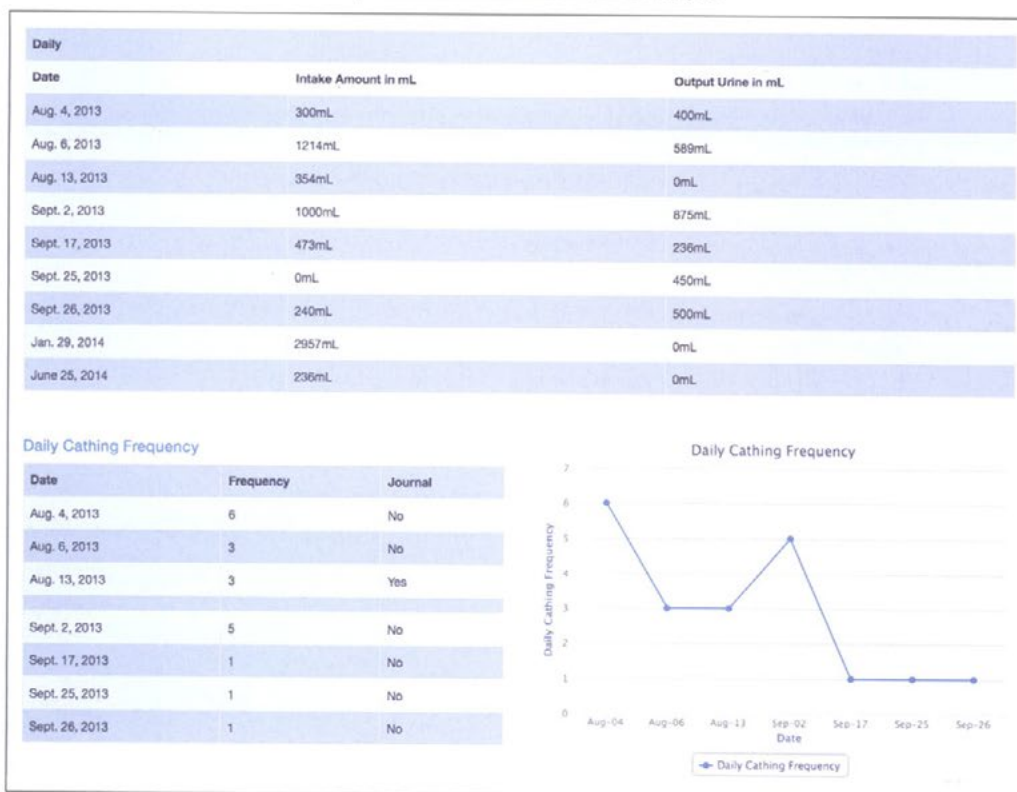 Daily
Date Intake Amount in mL Output Urine in mL
Aug. 4, 2013 300mL 400mL
Aug. 6, 2013 1214mL 589mL
Aug. 13, 2013 354mL 0mL
Sept. 2, 2013 1000mL 875mL
Sept. 17, 2013 473mL 236mL
Sept. 25, 2013 0mL 450mL
Sept. 26, 2013 240mL 500mL
Jan. 29, 2014 2957mL 0mL
June 25, 2014 236mL 0mL
Daily Cathing Frequency
Date Frequency Journal
Aug. 4, 2013 6 No
Aug. 6, 2013 3 No
Aug. 13, 2013 3 Yes
Sept. 2, 2013 5 No
Sept. 17, 2013 1 No
Sept. 25, 2013 1 No
Sept. 26, 2013 1 No
Daily Cathing Frequency
Daily Cathing Frequency
7
6
5
4
3
2
1
0
Aug-04 Aug-06 Aug-13 Sep-02 Sep-17 Sep-25 Sep-26
Date
Daily Cathing Frequency